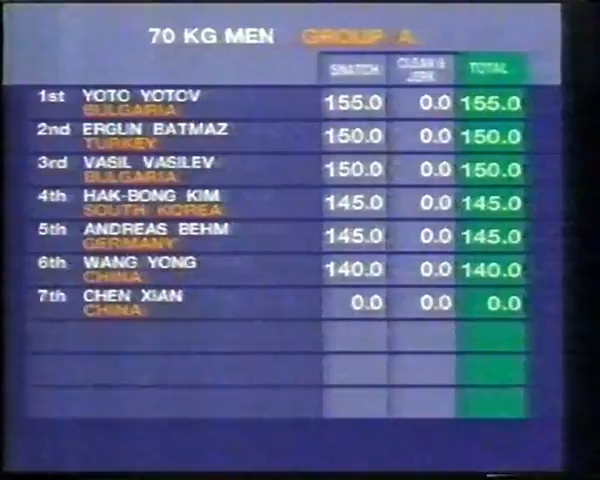 70 KG MEN GROUP A
SNATCH CLEAN & JERK TOTAL
1st YOTO YOTOV 155.0 0.0 155.0
BULGARIA
2nd ERGUN BATMAZ 150.0 0.0 150.0
TURKEY
3rd VASIL VASILEV 150.0 0.0 150.0
BULGARIA
4th HAK-BONG KIM 145.0 0.0 145.0
SOUTH KOREA
5th ANDREAS BEHM 145.0 0.0 145.0
GERMANY
6th WANG YONG 140.0 0.0 140.0
CHINA
7th CHEN XIAN 0.0 0.0 0.0
CHINA